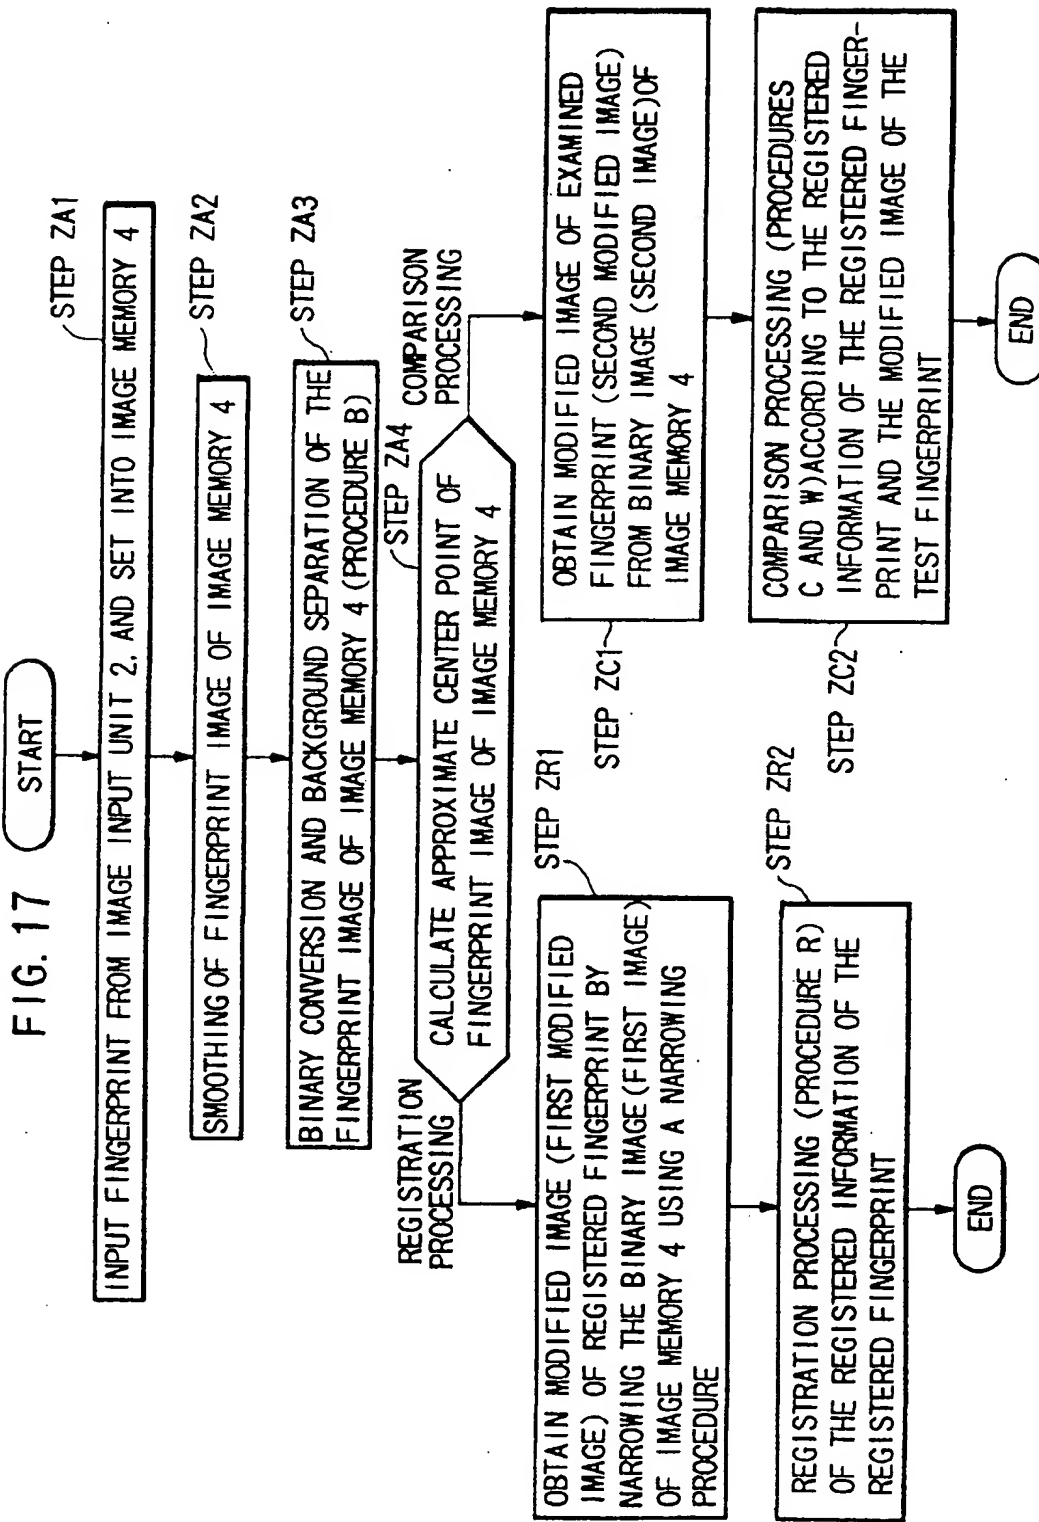 FIG. 17
START
STEP ZA1
INPUT FINGERPRINT FROM IMAGE INPUT UNIT 2, AND SET INTO IMAGE MEMORY 4
STEP ZA2
SMOOTHING OF FINGERPRINT IMAGE OF IMAGE MEMORY 4
STEP ZA3
BINARY CONVERSION AND BACKGROUND SEPARATION OF THE
FINGERPRINT IMAGE OF IMAGE MEMORY 4 (PROCEDURE B)
STEP ZA4
CALCULATE APPROXIMATE CENTER POINT OF
FINGERPRINT IMAGE OF IMAGE MEMORY 4
REGISTRATION
PROCESSING
COMPARISON
PROCESSING
STEP ZR1
OBTAIN MODIFIED IMAGE (FIRST MODIFIED
IMAGE) OF REGISTERED FINGERPRINT BY
NARROWING THE BINARY IMAGE (FIRST IMAGE)
OF IMAGE MEMORY 4 USING A NARROWING
PROCEDURE
STEP ZR2
REGISTRATION PROCESSING (PROCEDURE R)
OF THE REGISTERED INFORMATION OF THE
REGISTERED FINGERPRINT
END
STEP ZC1
OBTAIN MODIFIED IMAGE OF EXAMINED
FINGERPRINT (SECOND MODIFIED IMAGE)
FROM BINARY IMAGE (SECOND IMAGE)OF
IMAGE MEMORY 4
STEP ZC2
COMPARISON PROCESSING (PROCEDURES
C AND W)ACCORDING TO THE REGISTERED
INFORMATION OF THE REGISTERED FINGER-
PRINT AND THE MODIFIED IMAGE OF THE
TEST FINGERPRINT
END